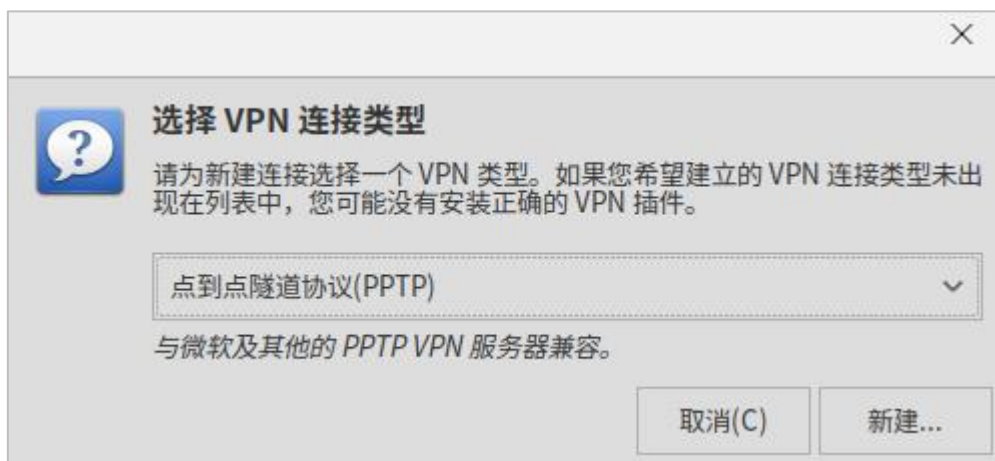 选择 VPN 连接类型
请为新建连接选择一个 VPN 类型。如果您希望建立的 VPN 连接类型未出
现在列表中，您可能没有安装正确的 VPN 插件。
点到点隧道协议(PPTP)
与微软及其他的 PPTP VPN 服务器兼容。
取消(C) 新建...